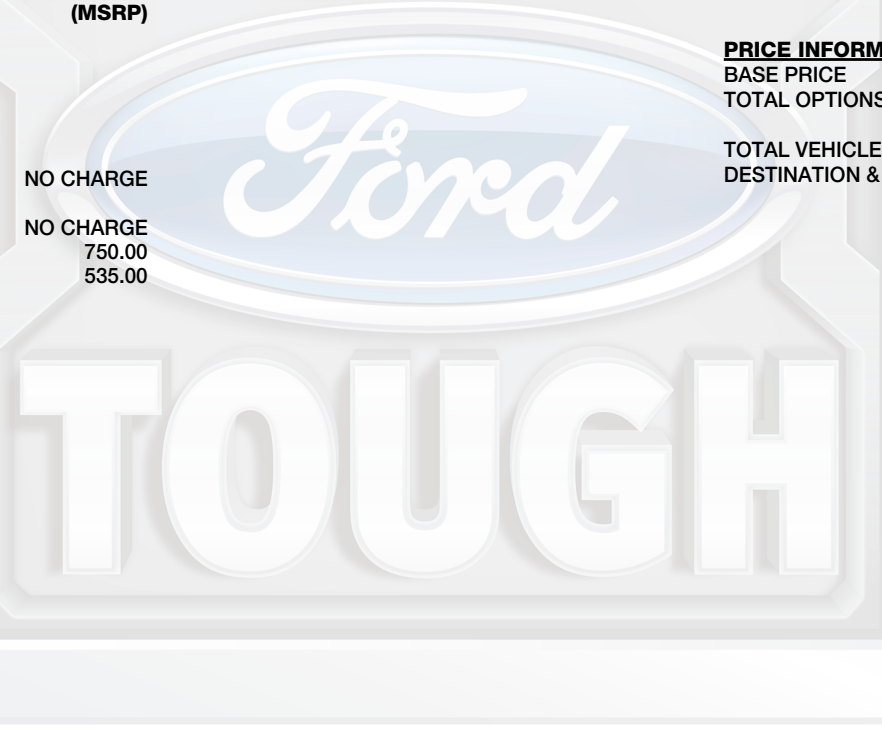 (MSRP)
NO CHARGE
NO CHARGE
750.00
535.00
PRICE INFORM
BASE PRICE
TOTAL OPTIONS
TOTAL VEHICLE
DESTINATION &
Ford
TOUGH